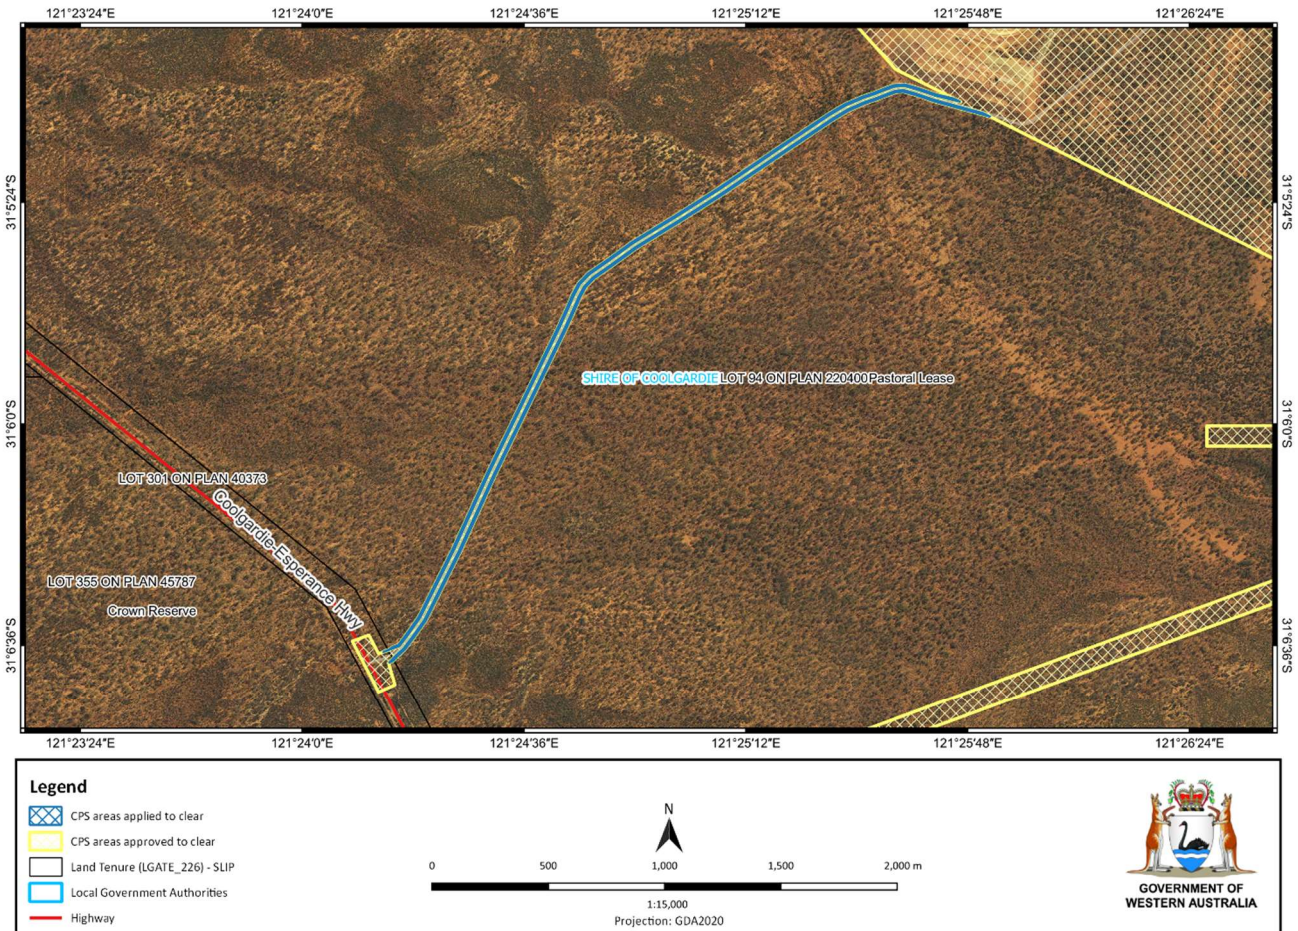 121°23'24"E 121°24'0"E 121°24'36"E 121°25'12"E 121°25'48"E 121°26'24"E
31°5'24"S
31°5'24"S
SHIRE OF COOLGARDIE LOT 94 ON PLAN 220400 Pastoral Lease
31°6'0"S
31°6'0"S
LOT 301 ON PLAN 40373
Coolgardie-Esperance Hwy
LOT 355 ON PLAN 45787
Crown Reserve
31°6'36"S
31°6'36"S
121°23'24"E 121°24'0"E 121°24'36"E 121°25'12"E 121°25'48"E 121°26'24"E
Legend
CPS areas applied to clear
CPS areas approved to clear
Land Tenure (LGATE_226) - SLIP
Local Government Authorities
Highway
N
0 500 1,000 1,500 2,000 m
1:15,000
Projection: GDA2020
GOVERNMENT OF
WESTERN AUSTRALIA